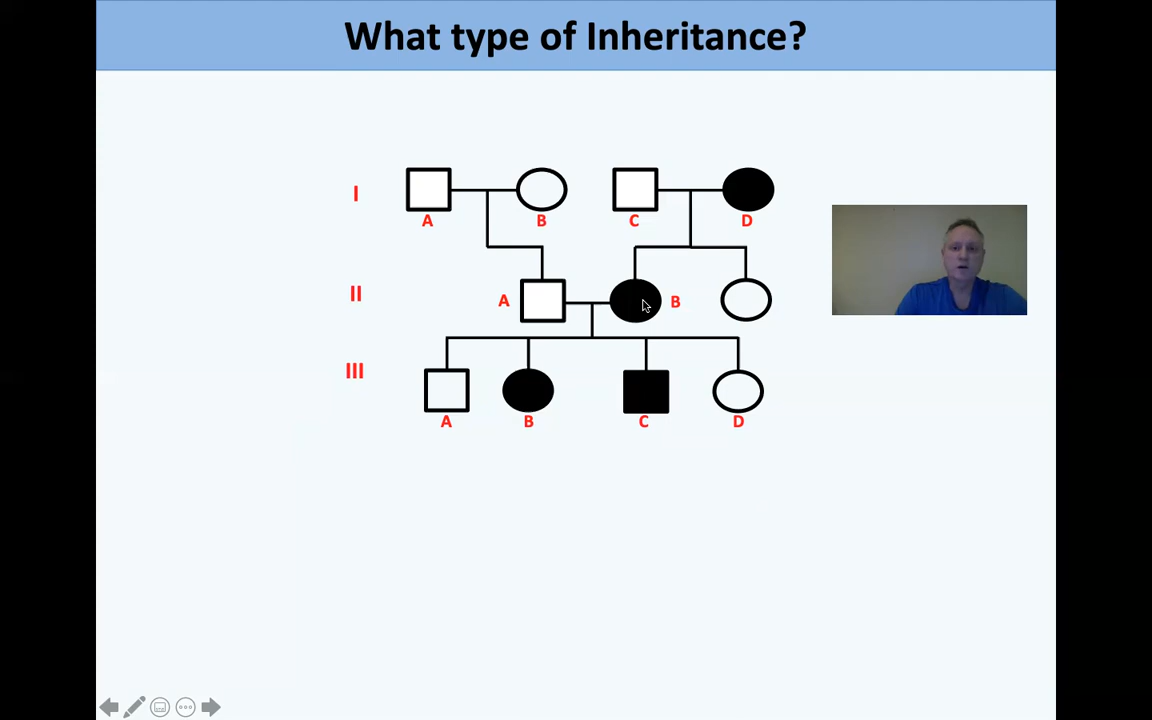 What type of Inheritance?
I
A B C D
II
A B
III
A B C D